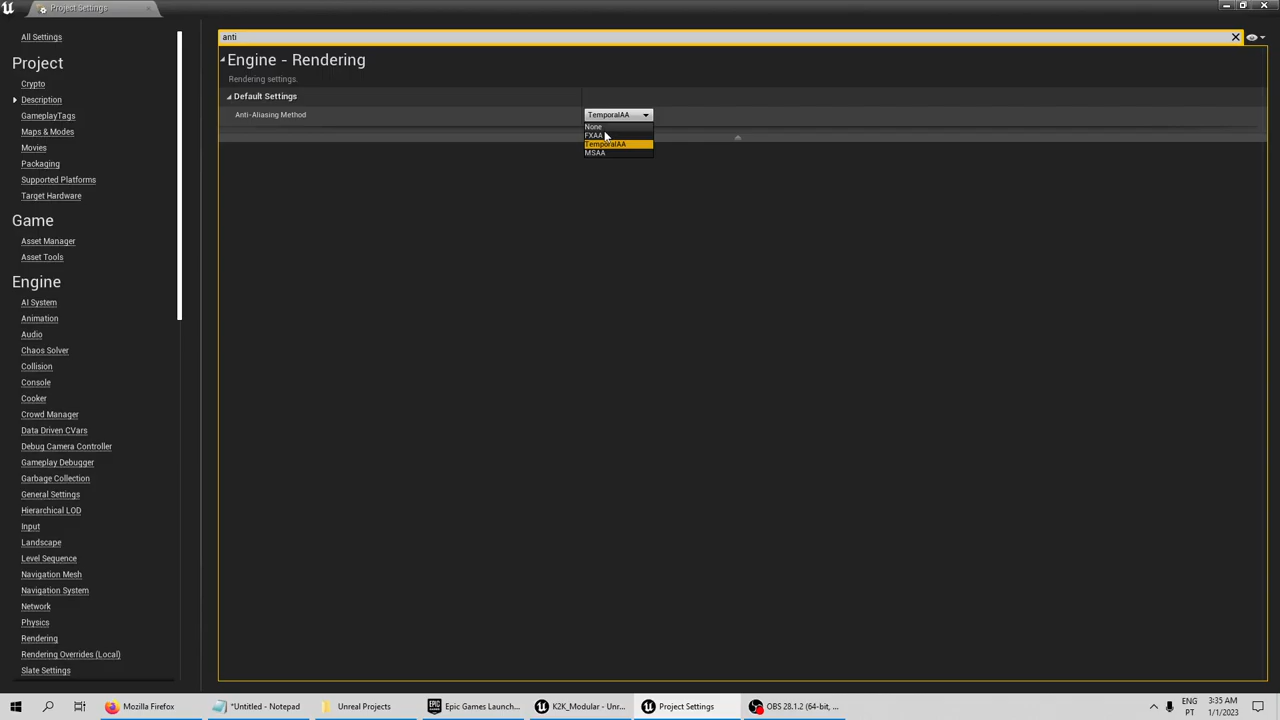 Project Settings
anti
All Settings
Project
Crypto
Description
GameplayTags
Maps & Modes
Movies
Packaging
Supported Platforms
Target Hardware
Game
Asset Manager
Asset Tools
Engine
AI System
Animation
Audio
Chaos Solver
Collision
Console
Cooker
Crowd Manager
Data Driven CVars
Debug Camera Controller
Gameplay Debugger
Garbage Collection
General Settings
Hierarchical LOD
Input
Landscape
Level Sequence
Navigation Mesh
Navigation System
Network
Physics
Rendering
Rendering Overrides (Local)
Slate Settings
Engine - Rendering
Rendering settings.
Default Settings
Anti-Aliasing Method
TemporalAA
None
FXAA
TemporalAA
MSAA
Mozilla Firefox
*Untitled - Notepad
Unreal Projects
Epic Games Launch...
K2K_Modular - Unr...
Project Settings
OBS 28.1.2 (64-bit, ...
ENG
PT
3:35 AM
1/1/2023